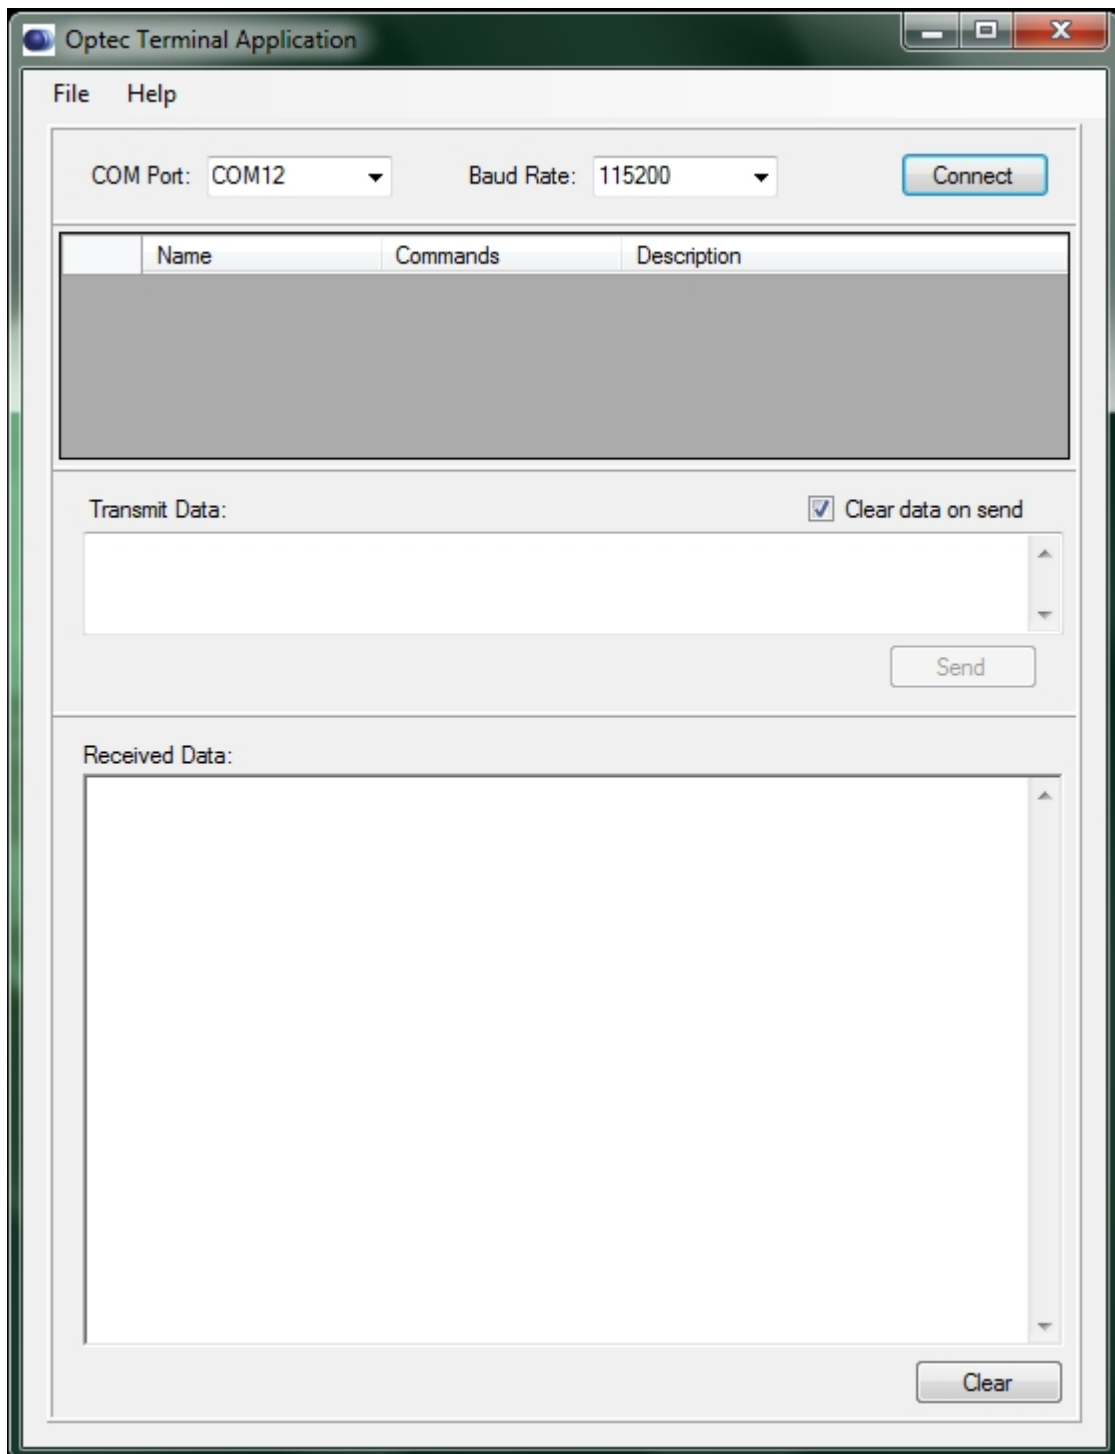 Optec Terminal Application
File Help
COM Port: COM12 Baud Rate: 115200 Connect
Name Commands Description
Transmit Data: Clear data on send
Send
Received Data:
Clear